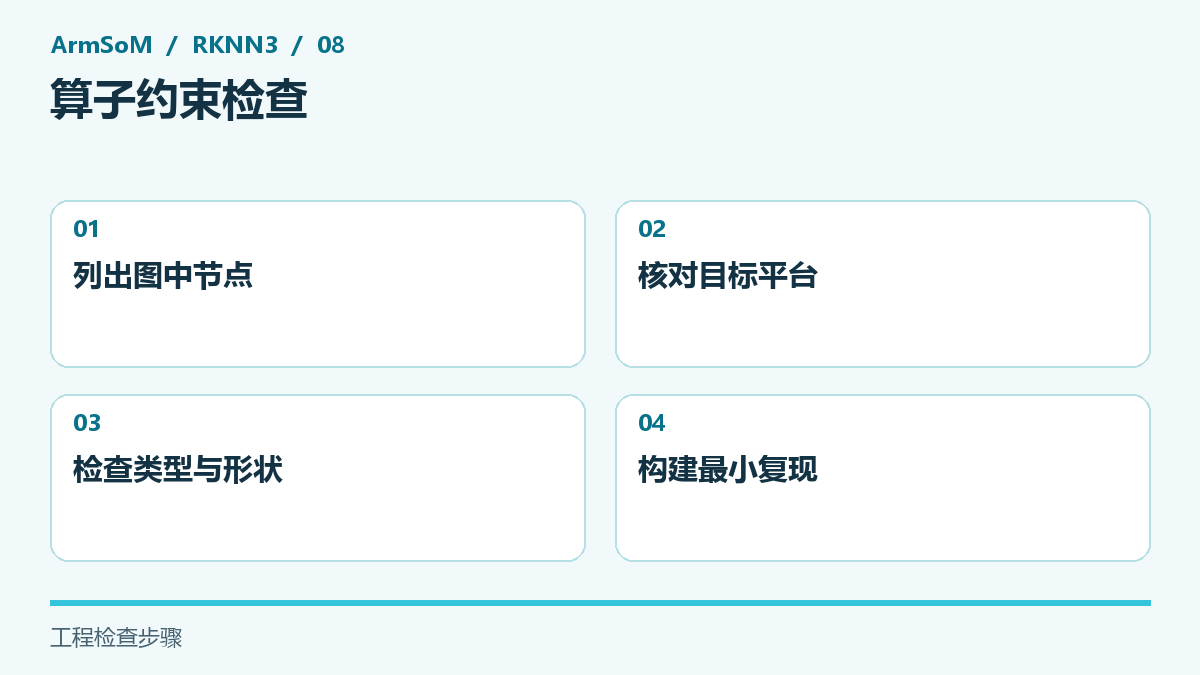 ArmSoM / RKNN3 / 08
算子约束检查
01
列出图中节点
02
核对目标平台
03
检查类型与形状
04
构建最小复现
工程检查步骤